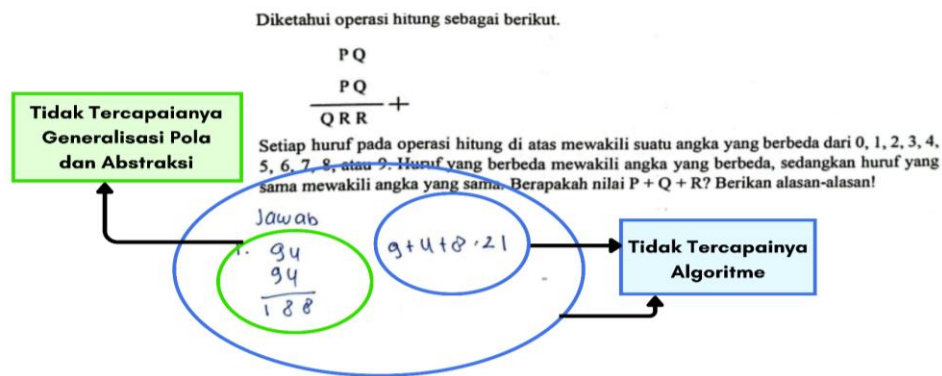 Diketahui operasi hitung sebagai berikut.
P Q
P Q
+
Q R R
Setiap huruf pada operasi hitung di atas mewakili suatu angka yang berbeda dari 0, 1, 2, 3, 4,
5, 6, 7, 8, atau 9. Huruf yang berbeda mewakili angka yang berbeda, sedangkan huruf yang
sama mewakili angka yang sama. Berapakah nilai P + Q + R? Berikan alasan-alasan!
Tidak Tercapaianya
Generalisasi Pola
dan Abstraksi
Jawab
1. 94
94
188
9+4+8 . 21
Tidak Tercapainya
Algoritme